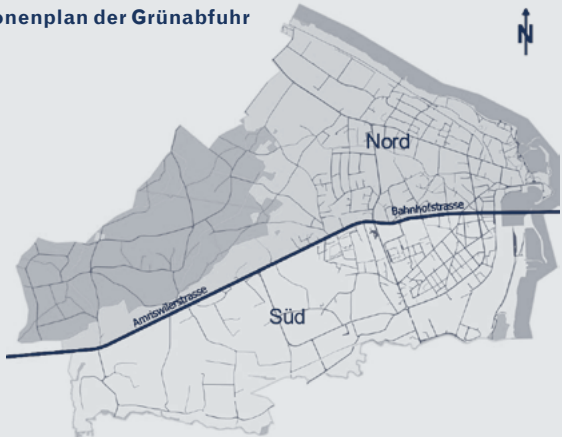 onenplan der Grünabfuhr
N
Nord
Bahnhofstrasse
Amriswilerstrasse
Süd